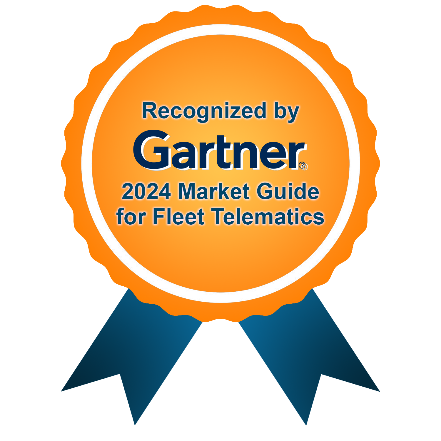 Recognized by
Gartner®
2024 Market Guide
for Fleet Telematics